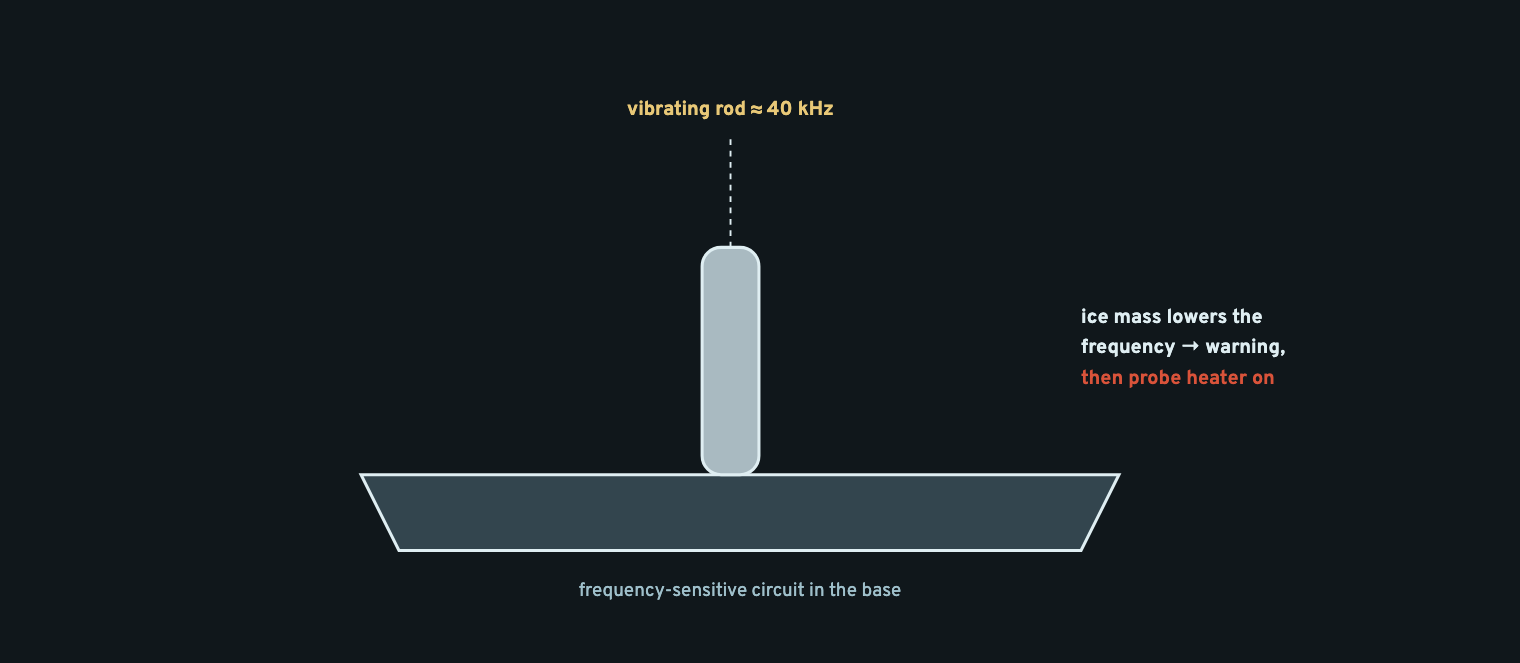 vibrating rod ≈ 40 kHz
ice mass lowers the
frequency → warning,
then probe heater on
frequency-sensitive circuit in the base